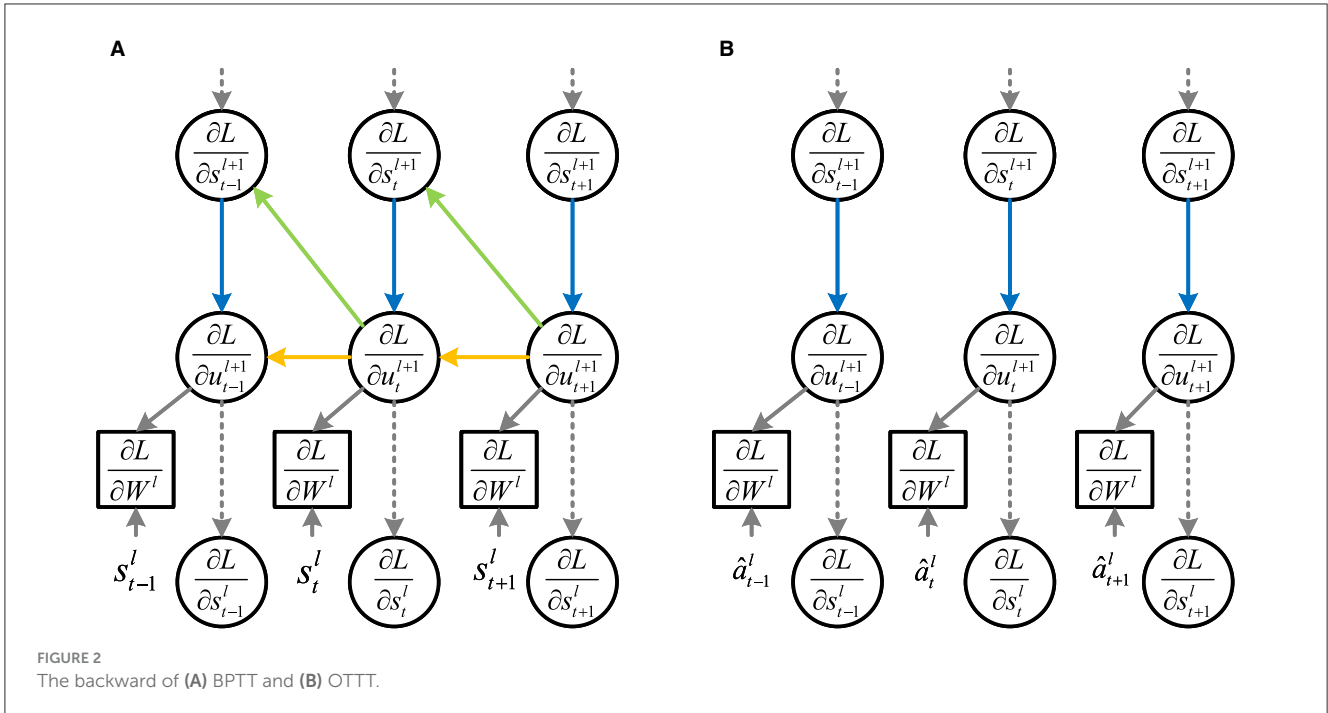 A B
∂L/∂s_{t-1}^{l+1} ∂L/∂s_t^{l+1} ∂L/∂s_{t+1}^{l+1} ∂L/∂s_{t-1}^{l+1} ∂L/∂s_t^{l+1} ∂L/∂s_{t+1}^{l+1}
∂L/∂u_{t-1}^{l+1} ∂L/∂u_t^{l+1} ∂L/∂u_{t+1}^{l+1} ∂L/∂u_{t-1}^{l+1} ∂L/∂u_t^{l+1} ∂L/∂u_{t+1}^{l+1}
∂L/∂W^l ∂L/∂W^l ∂L/∂W^l ∂L/∂W^l ∂L/∂W^l ∂L/∂W^l
s_{t-1}^l s_t^l s_{t+1}^l â_{t-1}^l â_t^l â_{t+1}^l
∂L/∂s_{t-1}^l ∂L/∂s_t^l ∂L/∂s_{t+1}^l ∂L/∂s_{t-1}^l ∂L/∂s_t^l ∂L/∂s_{t+1}^l
FIGURE 2
The backward of (A) BPTT and (B) OTTT.